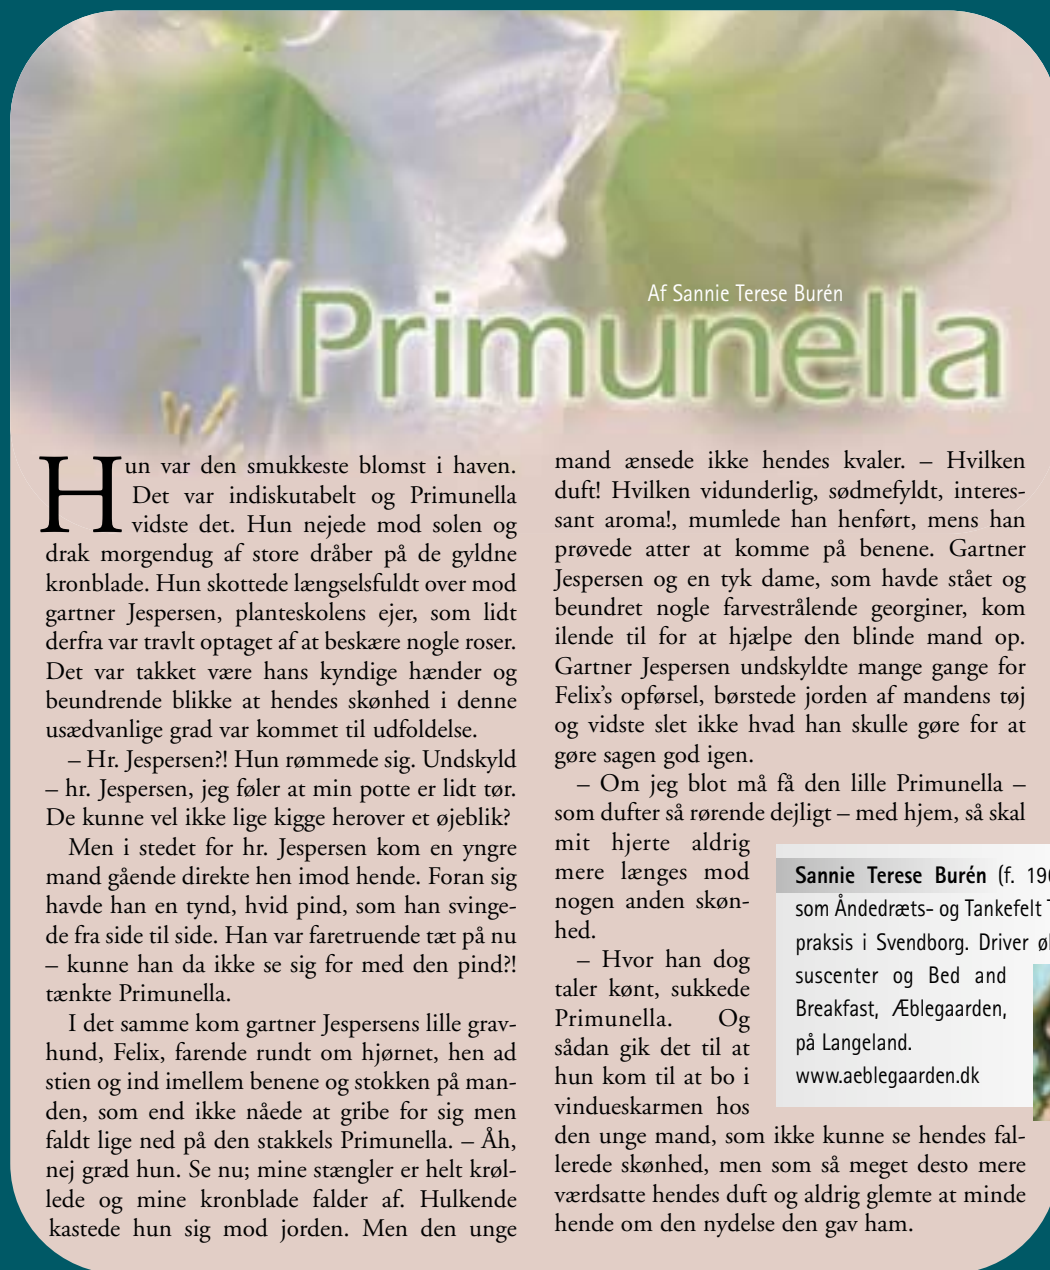 Af Sannie Terese Burén
Primunella
Hun var den smukkeste blomst i haven.
Det var indiskutabelt og Primunella
vidste det. Hun nejede mod solen og
drak morgendug af store dråber på de gyldne
kronblade. Hun skottede længselsfuldt over mod
gartner Jespersen, planteskolens ejer, som lidt
derfra var travlt optaget af at beskære nogle roser.
Det var takket være hans kyndige hænder og
beundrende blikke at hendes skønhed i denne
usædvanlige grad var kommet til udfoldelse.
– Hr. Jespersen?! Hun rømmede sig. Undskyld
– hr. Jespersen, jeg føler at min potte er lidt tør.
De kunne vel ikke lige kigge herover et øjeblik?
Men i stedet for hr. Jespersen kom en yngre
mand gående direkte hen imod hende. Foran sig
havde han en tynd, hvid pind, som han svinge-
de fra side til side. Han var faretruende tæt på nu
– kunne han da ikke se sig for med den pind?!
tænkte Primunella.
I det samme kom gartner Jespersens lille grav-
hund, Felix, farende rundt om hjørnet, hen ad
stien og ind imellem benene og stokken på man-
den, som end ikke nåede at gribe for sig men
faldt lige ned på den stakkels Primunella. – Åh,
nej græd hun. Se nu; mine stængler er helt krøl-
lede og mine kronblade falder af. Hulkende
kastede hun sig mod jorden. Men den unge
mand ænsede ikke hendes kvaler. – Hvilken
duft! Hvilken vidunderlig, sødmefyldt, interes-
sant aroma!, mumlede han henført, mens han
prøvede atter at komme på benene. Gartner
Jespersen og en tyk dame, som havde stået og
beundret nogle farvestrålende georginer, kom
ilende til for at hjælpe den blinde mand op.
Gartner Jespersen undskyldte mange gange for
Felix's opførsel, børstede jorden af mandens tøj
og vidste slet ikke hvad han skulle gøre for at
gøre sagen god igen.
– Om jeg blot må få den lille Primunella –
som dufter så rørende dejligt – med hjem, så skal
mit hjerte aldrig
mere længes mod
nogen anden skøn-
hed.
– Hvor han dog
taler kønt, sukkede
Primunella. Og
sådan gik det til at
hun kom til at bo i
vindueskarmen hos
den unge mand, som ikke kunne se hendes fal-
lerede skønhed, men som så meget desto mere
værdsatte hendes duft og aldrig glemte at minde
hende om den nydelse den gav ham.
Sannie Terese Burén (f. 19
som Åndedræts- og Tankefelt
praksis i Svendborg. Driver
suscenter og Bed and
Breakfast, Æblegaarden,
på Langeland.
www.aeblegaarden.dk